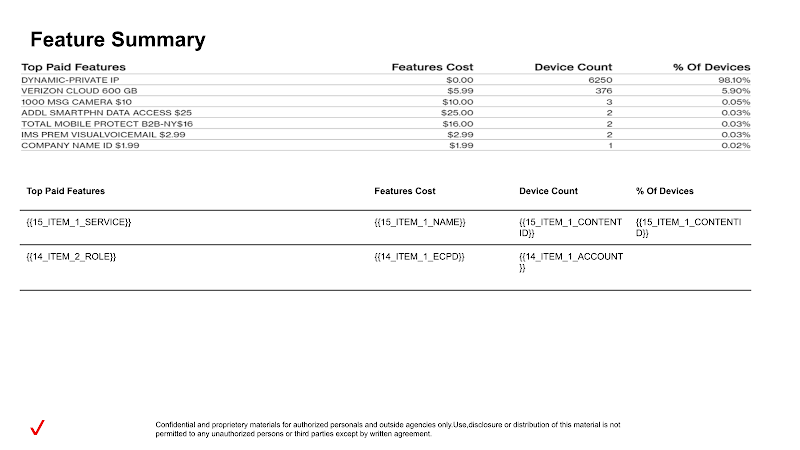 Feature Summary
Top Paid Features Features Cost Device Count % Of Devices
DYNAMIC-PRIVATE IP $0.00 6250 98.10%
VERIZON CLOUD 600 GB $5.99 376 5.90%
1000 MSG CAMERA $10 $10.00 3 0.05%
ADDL SMARTPHN DATA ACCESS $25 $25.00 2 0.03%
TOTAL MOBILE PROTECT B2B-NY$16 $16.00 2 0.03%
IMS PREM VISUALVOICEMAIL $2.99 $2.99 2 0.03%
COMPANY NAME ID $1.99 $1.99 1 0.02%
Top Paid Features Features Cost Device Count % Of Devices
{{15_ITEM_1_SERVICE}} {{15_ITEM_1_NAME}} {{15_ITEM_1_CONTENT {{15_ITEM_1_CONTENTI
ID}} D}}
{{14_ITEM_2_ROLE}} {{14_ITEM_1_ECPD}} {{14_ITEM_1_ACCOUNT
}}
Confidential and proprietery materials for authorized personals and outside agencies only.Use,disclosure or distribution of this material is not
permitted to any unauthorized persons or third parties except by written agreement.